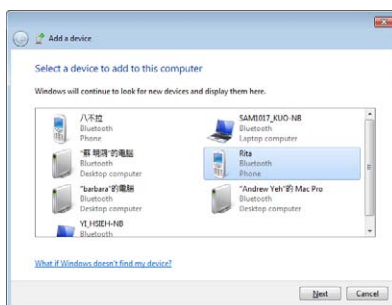 Add a device
Select a device to add to this computer
Windows will continue to look for new devices and display them here.
八不拉
Bluetooth
Phone
SAM1017_KUO-NB
Bluetooth
Laptop computer
Bluetooth
Desktop computer
Rita
Bluetooth
Phone
"barbara"的電腦
Bluetooth
Desktop computer
"Andrew Yeh"的 Mac Pro
Bluetooth
Desktop computer
YI_HSIEH-NB
Bluetooth
What if Windows doesn't find my device?
Next
Cancel